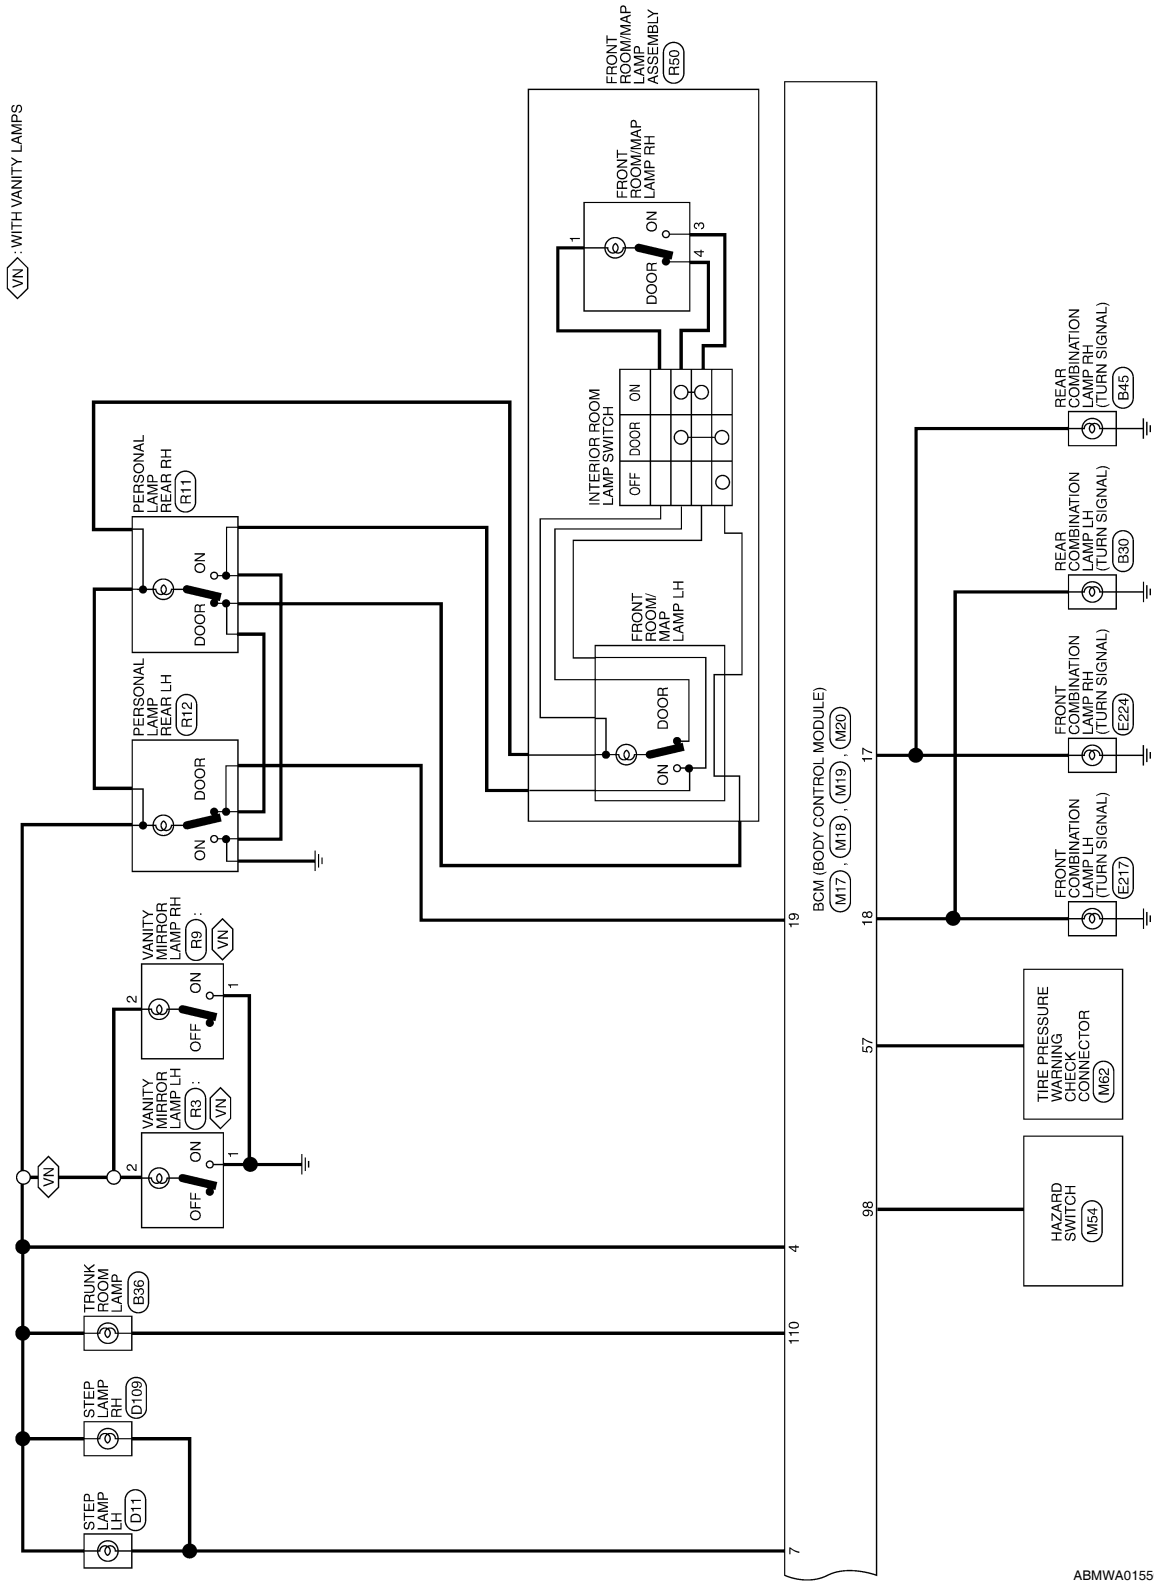 VN : WITH VANITY LAMPS
STEP
LAMP
LH
D11
STEP
LAMP
RH
D109
TRUNK
ROOM
LAMP
B36
VN
VANITY
MIRROR
LAMP LH
R3 :
VN
2
OFF
ON
1
VANITY
MIRROR
LAMP RH
R9 :
VN
2
OFF
ON
1
PERSONAL
LAMP
REAR LH
R12
ON
DOOR
PERSONAL
LAMP
REAR RH
R11
DOOR
ON
FRONT
ROOM/MAP
LAMP
ASSEMBLY
R50
FRONT
ROOM/
MAP
LAMP LH
ON
DOOR
INTERIOR ROOM
LAMP SWITCH
OFF
DOOR
ON
FRONT
ROOM/MAP
LAMP RH
1
DOOR
ON
4
3
7
110
4
19
BCM (BODY CONTROL MODULE)
M17 , M18 , M19 , M20
98
57
18
17
HAZARD
SWITCH
M54
TIRE PRESSURE
WARNING
CHECK
CONNECTOR
M62
FRONT
COMBINATION
LAMP LH
(TURN SIGNAL)
E217
FRONT
COMBINATION
LAMP RH
(TURN SIGNAL)
E224
REAR
COMBINATION
LAMP LH
(TURN SIGNAL)
B30
REAR
COMBINATION
LAMP RH
(TURN SIGNAL)
B45
ABMWA0155